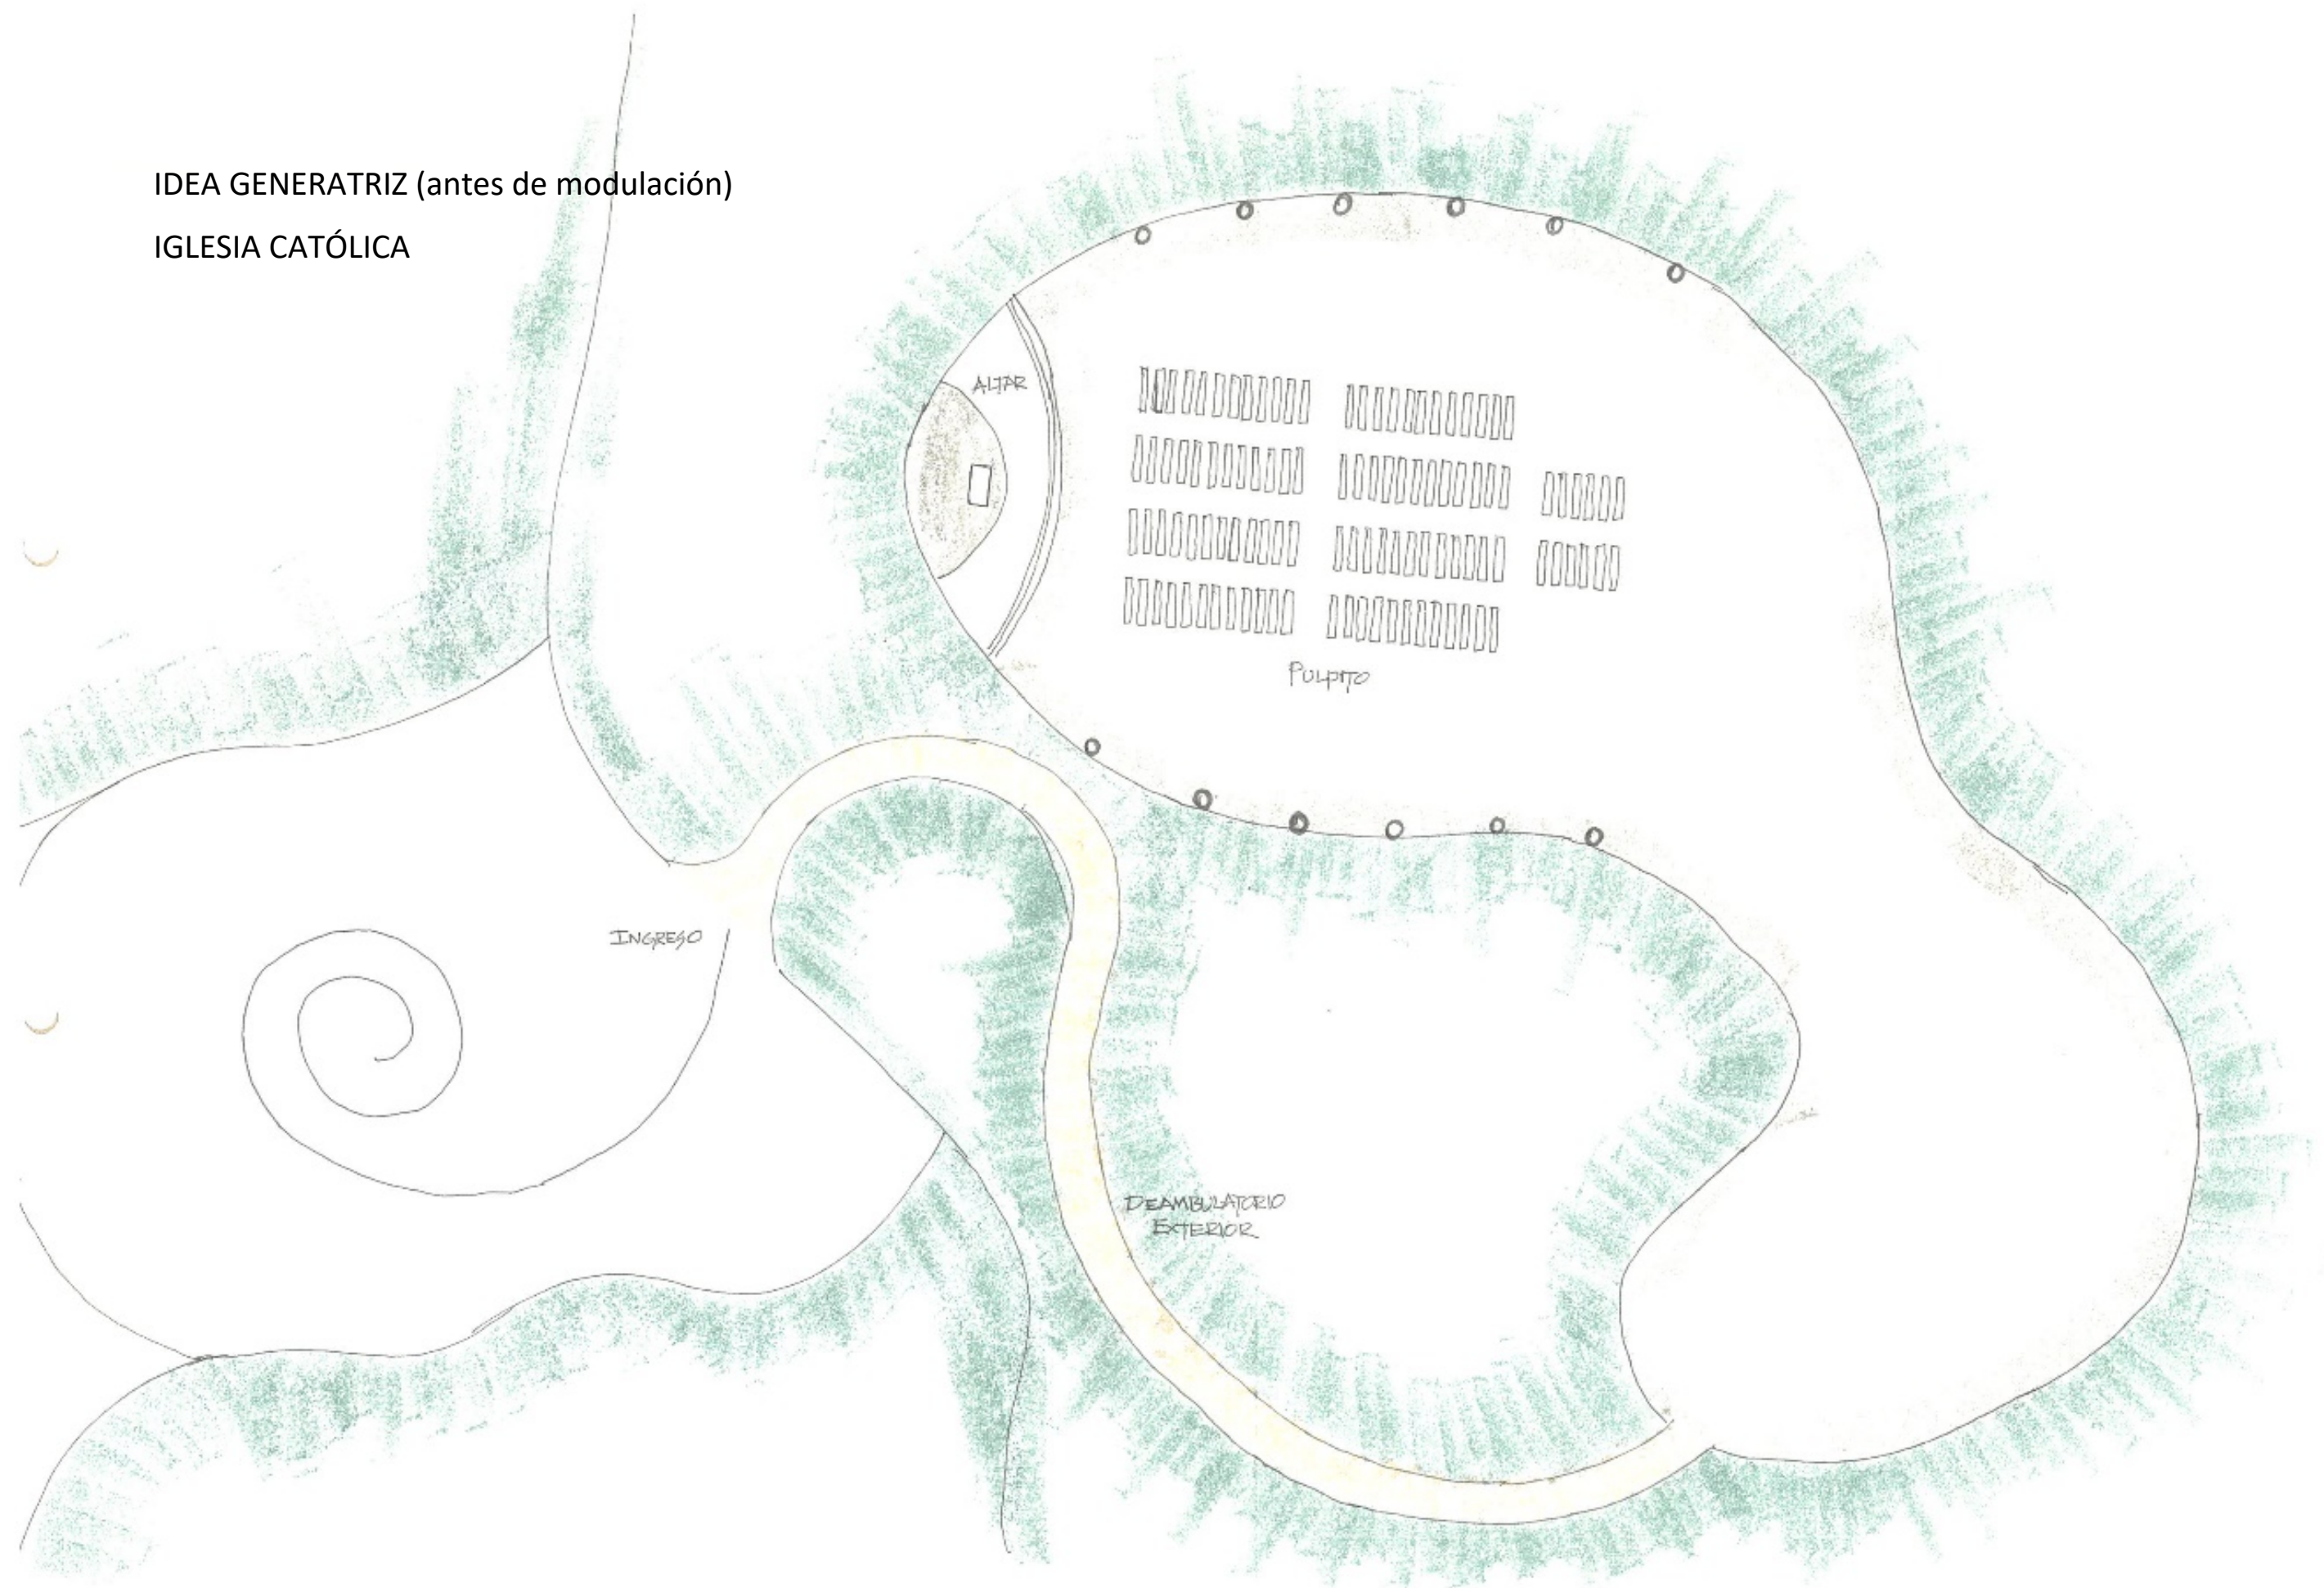 IDEA GENERATRIZ (antes de modulación)
IGLESIA CATÓLICA
ALTAR
PULPITO
INGRESO
DEAMBULATORIO
EXTERIOR